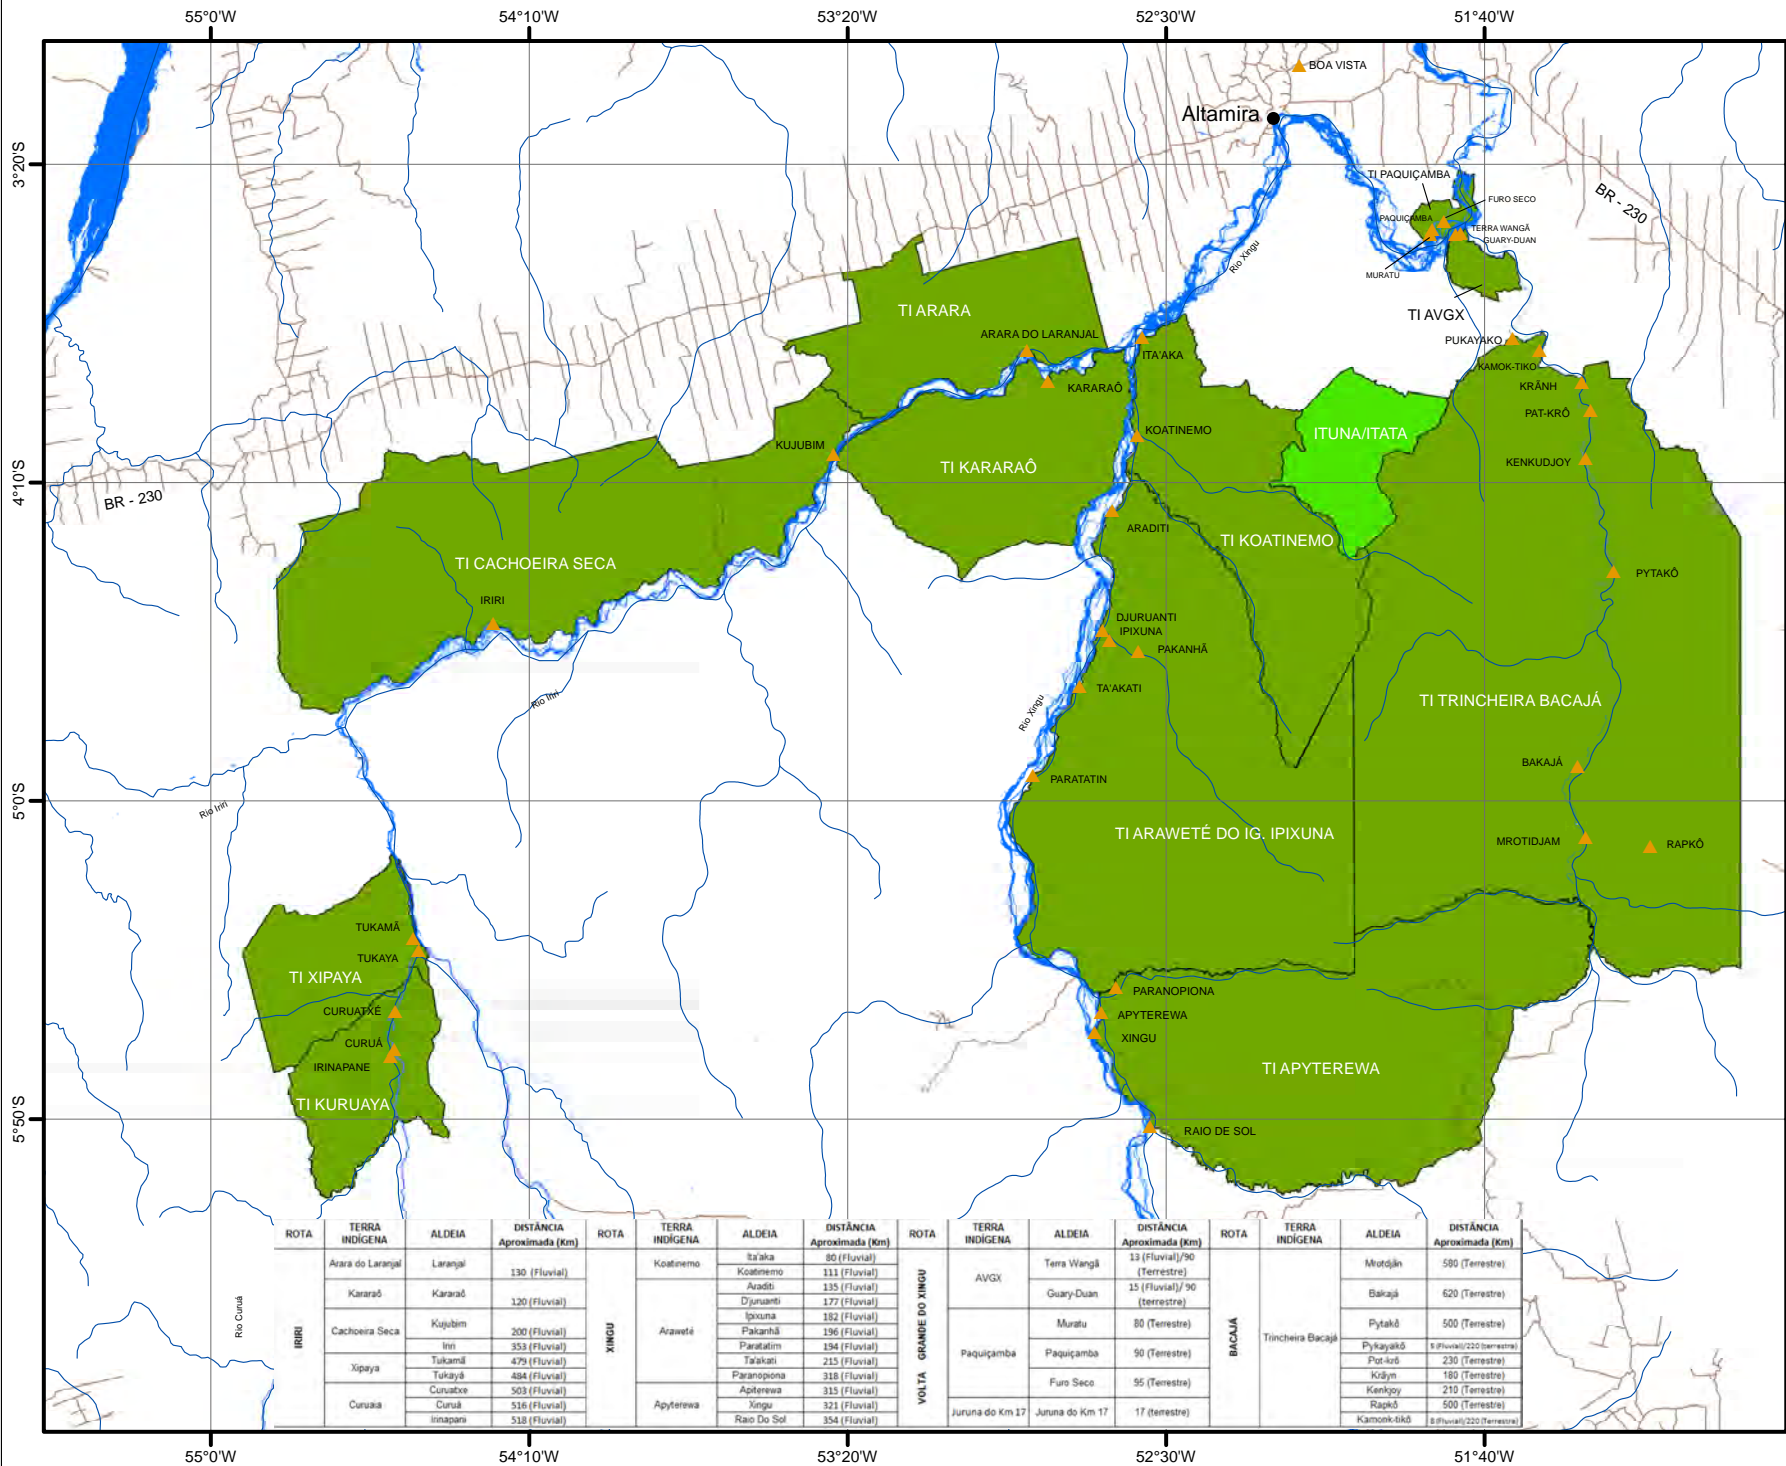 55°0'W 54°10'W 53°20'W 52°30'W 51°40'W
BOA VISTA
Altamira
3°20'S
TI PAQUIÇAMBA
BR - 230
FURO SECO
PAQUIÇAMBA
TERRA WANGÃ
GUARY-DUAN
Rio Xingu
MURATU
TI ARARA
TI AVGX
ARARA DO LARANJAL
ITA'AKA
PUKAYAKO
KAMOK-TIKO
KARARAÔ
KRÃNH
PAT-KRÔ
KOATINEMO
ITUNA/ITATA
KUJUBIM
TI KARARAÔ
KENKUDJOY
4°10'S
BR - 230
ARADITI
TI KOATINEMO
TI CACHOEIRA SECA
PYTAKÔ
IRIRI
DJURUANTI
IPIXUNA
PAKANHÃ
TA'AKATI
Rio Iriri
Rio Xingu
TI TRINCHEIRA BACAJÁ
BAKAJÁ
PARATATIN
5°0'S
Rio Iriri
TI ARAWETÉ DO IG. IPIXUNA
MROTIDJAM
RAPKÔ
TUKAMÃ
TUKAYA
TI XIPAYA
PARANOPIONA
CURUATXÉ
APYTEREWA
XINGU
CURUÁ
IRINAPANE
TI APYTEREWA
TI KURUAYA
5°50'S
RAIO DE SOL
Rio Curuá
ROTA TERRA INDÍGENA ALDEIA DISTÂNCIA Aproximada (Km)
IRIRI
Arara do Laranjal Laranjal 130 (Fluvial)
Kararaô Kararaô 120 (Fluvial)
Cachoeira Seca Kujubim 200 (Fluvial)
Iriri 353 (Fluvial)
Xipaya Tukamã 479 (Fluvial)
Tukayá 484 (Fluvial)
Curuaia Curuatxe 503 (Fluvial)
Curuá 516 (Fluvial)
Irinapani 518 (Fluvial)
ROTA TERRA INDÍGENA ALDEIA DISTÂNCIA Aproximada (Km)
XINGU
Koatinemo Ita'aka 80 (Fluvial)
Koatinemo 111 (Fluvial)
Araweté Araditi 135 (Fluvial)
Djuruanti 177 (Fluvial)
Ipixuna 182 (Fluvial)
Pakanhã 196 (Fluvial)
Paratatim 194 (Fluvial)
Ta'akati 215 (Fluvial)
Paranopiona 318 (Fluvial)
Apyterewa Apiterewa 315 (Fluvial)
Xingu 321 (Fluvial)
Raio Do Sol 354 (Fluvial)
ROTA TERRA INDÍGENA ALDEIA DISTÂNCIA Aproximada (Km)
VOLTA GRANDE DO XINGU
AVGX Terra Wangã 13 (Fluvial)/90 (Terrestre)
Guary-Duan 15 (Fluvial)/ 90 (terrestre)
Paquiçamba Muratu 80 (Terrestre)
Paquiçamba 90 (Terrestre)
Furo Seco 95 (Terrestre)
Juruna do Km 17 Juruna do Km 17 17 (terrestre)
ROTA TERRA INDÍGENA ALDEIA DISTÂNCIA Aproximada (Km)
BACAJÁ
Trincheira Bacajá Mrotdjãn 580 (Terrestre)
Bakajá 620 (Terrestre)
Pytakô 500 (Terrestre)
Pykayakô 5 (Fluvial)/220 (terrestre)
Pot-krô 230 (Terrestre)
Krãyn 180 (Terrestre)
Kenkjoy 210 (Terrestre)
Rapkô 500 (Terrestre)
Kamonk-tikô 8 (Fluvial)/220 (Terrestre)
55°0'W 54°10'W 53°20'W 52°30'W 51°40'W